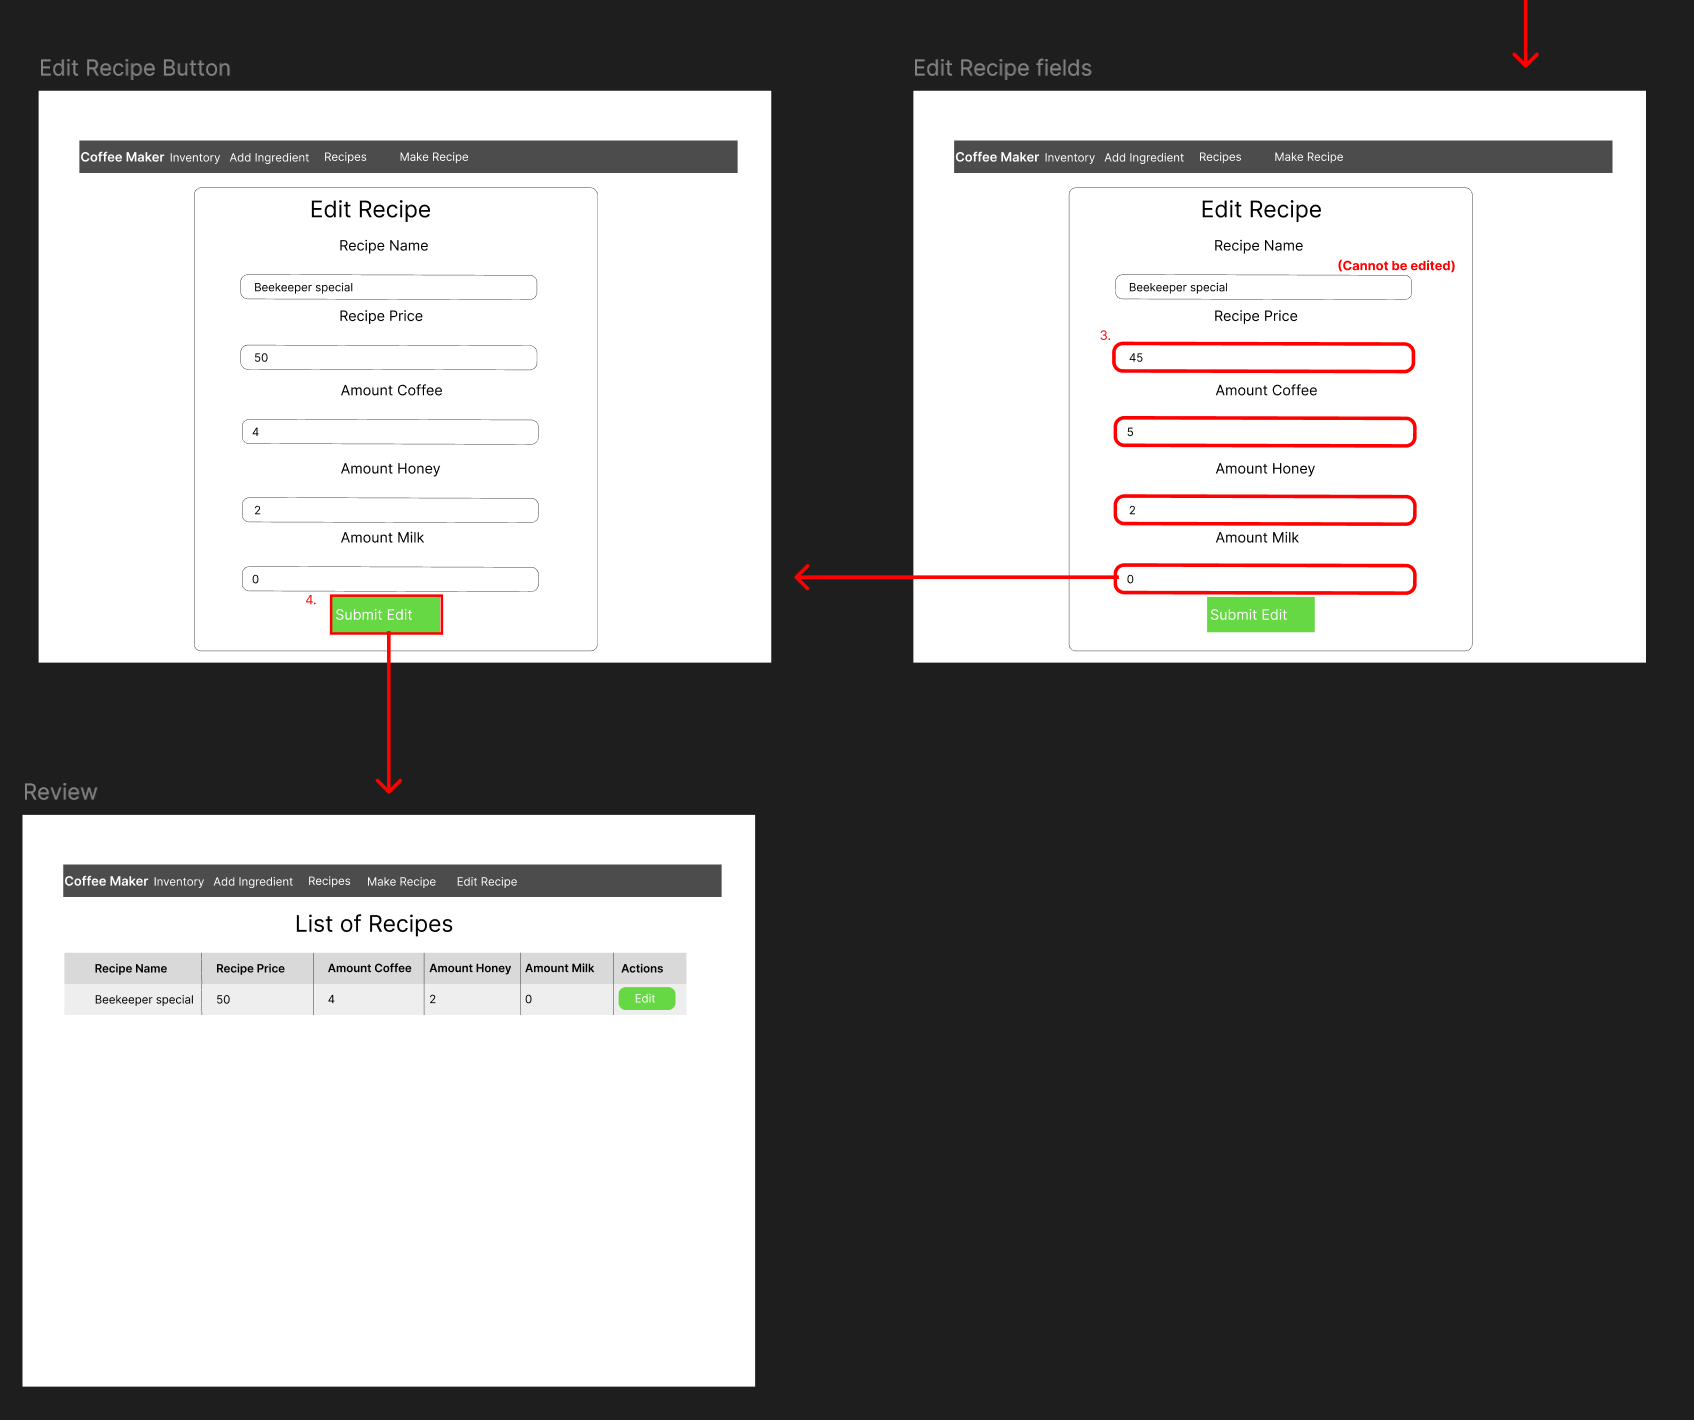 Edit Recipe Button
Coffee Maker Inventory Add Ingredient Recipes Make Recipe
Edit Recipe
Recipe Name
Beekeeper special
Recipe Price
50
Amount Coffee
4
Amount Honey
2
Amount Milk
0
4.
Submit Edit
Edit Recipe fields
Coffee Maker Inventory Add Ingredient Recipes Make Recipe
Edit Recipe
Recipe Name
(Cannot be edited)
Beekeeper special
Recipe Price
3.
45
Amount Coffee
5
Amount Honey
2
Amount Milk
0
Submit Edit
Review
Coffee Maker Inventory Add Ingredient Recipes Make Recipe Edit Recipe
List of Recipes
Recipe Name Recipe Price Amount Coffee Amount Honey Amount Milk Actions
Beekeeper special 50 4 2 0 Edit